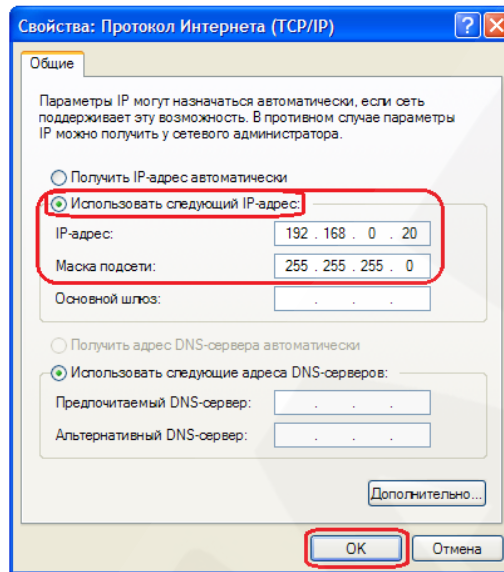 Свойства: Протокол Интернета (TCP/IP)
Общие
Параметры IP могут назначаться автоматически, если сеть
поддерживает эту возможность. В противном случае параметры
IP можно получить у сетевого администратора.
Получить IP-адрес автоматически
Использовать следующий IP-адрес:
IP-адрес: 192 . 168 . 0 . 20
Маска подсети: 255 . 255 . 255 . 0
Основной шлюз: . . .
Получить адрес DNS-сервера автоматически
Использовать следующие адреса DNS-серверов:
Предпочитаемый DNS-сервер: . . .
Альтернативный DNS-сервер: . . .
Дополнительно...
OK Отмена